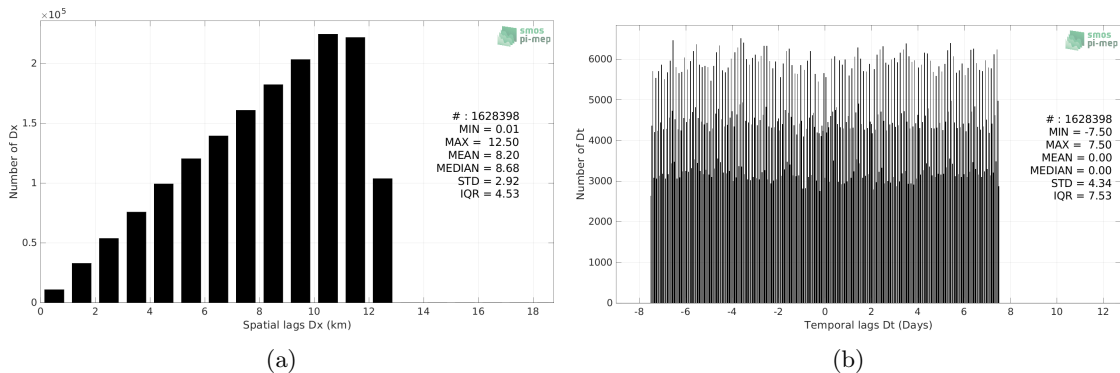 ×10⁵
2
1.5
1
0.5
0
Number of Dx
0 2 4 6 8 10 12 14 16 18
Spatial lags Dx (km)
smos
pi-mep
# : 1628398
MIN = 0.01
MAX = 12.50
MEAN = 8.20
MEDIAN = 8.68
STD = 2.92
IQR = 4.53
(a)
6000
5000
4000
3000
2000
1000
0
Number of Dt
-8 -6 -4 -2 0 2 4 6 8 10 12
Temporal lags Dt (Days)
smos
pi-mep
# : 1628398
MIN = -7.50
MAX = 7.50
MEAN = 0.00
MEDIAN = 0.00
STD = 4.34
IQR = 7.53
(b)